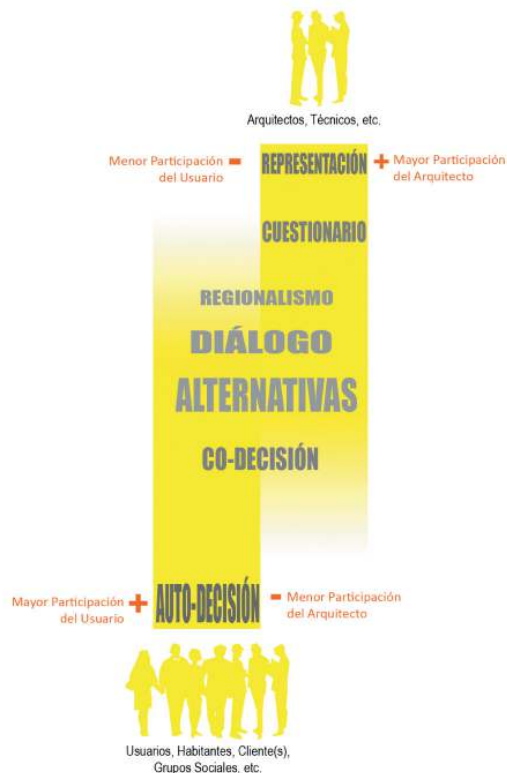 Arquitectos, Técnicos, etc.
Menor Participación
del Usuario
-
REPRESENTACIÓN
+
Mayor Participación
del Arquitecto
CUESTIONARIO
REGIONALISMO
DIÁLOGO
ALTERNATIVAS
CO-DECISIÓN
Mayor Participación
del Usuario
+
AUTO-DECISIÓN
-
Menor Participación
del Arquitecto
Usuarios, Habitantes, Cliente(s),
Grupos Sociales, etc.